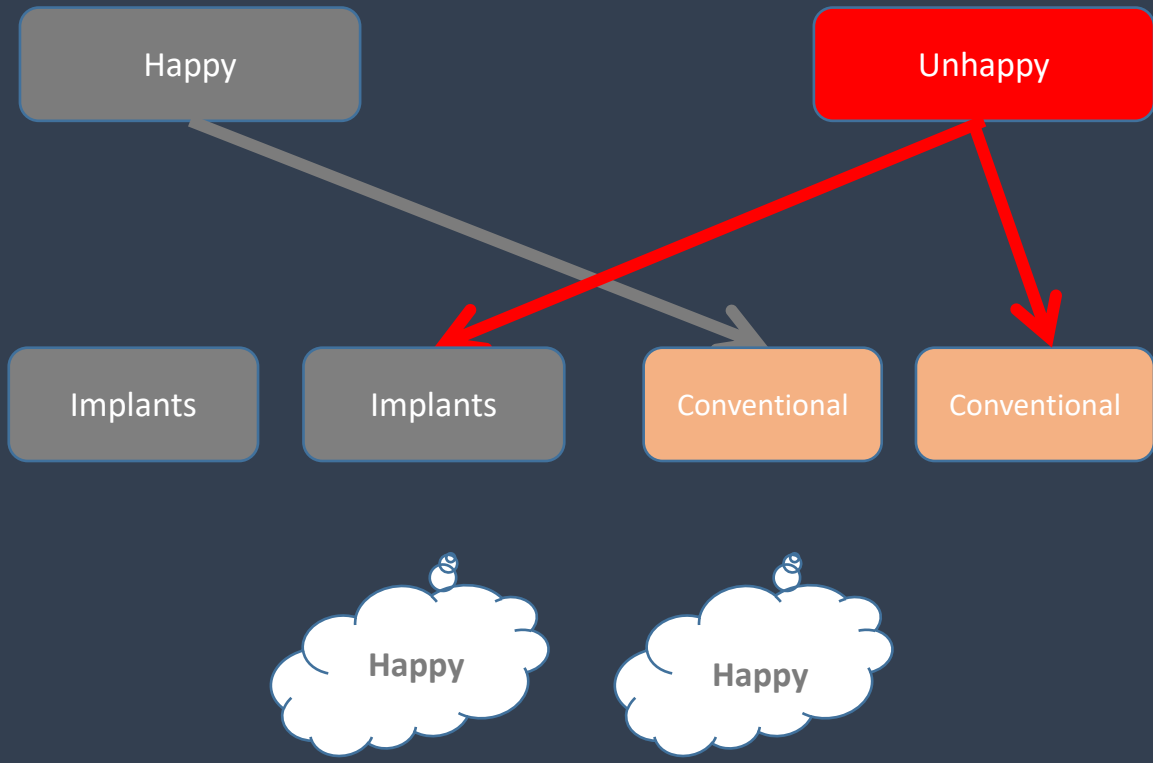 Happy
Unhappy
Implants
Implants
Conventional
Conventional
Happy
Happy